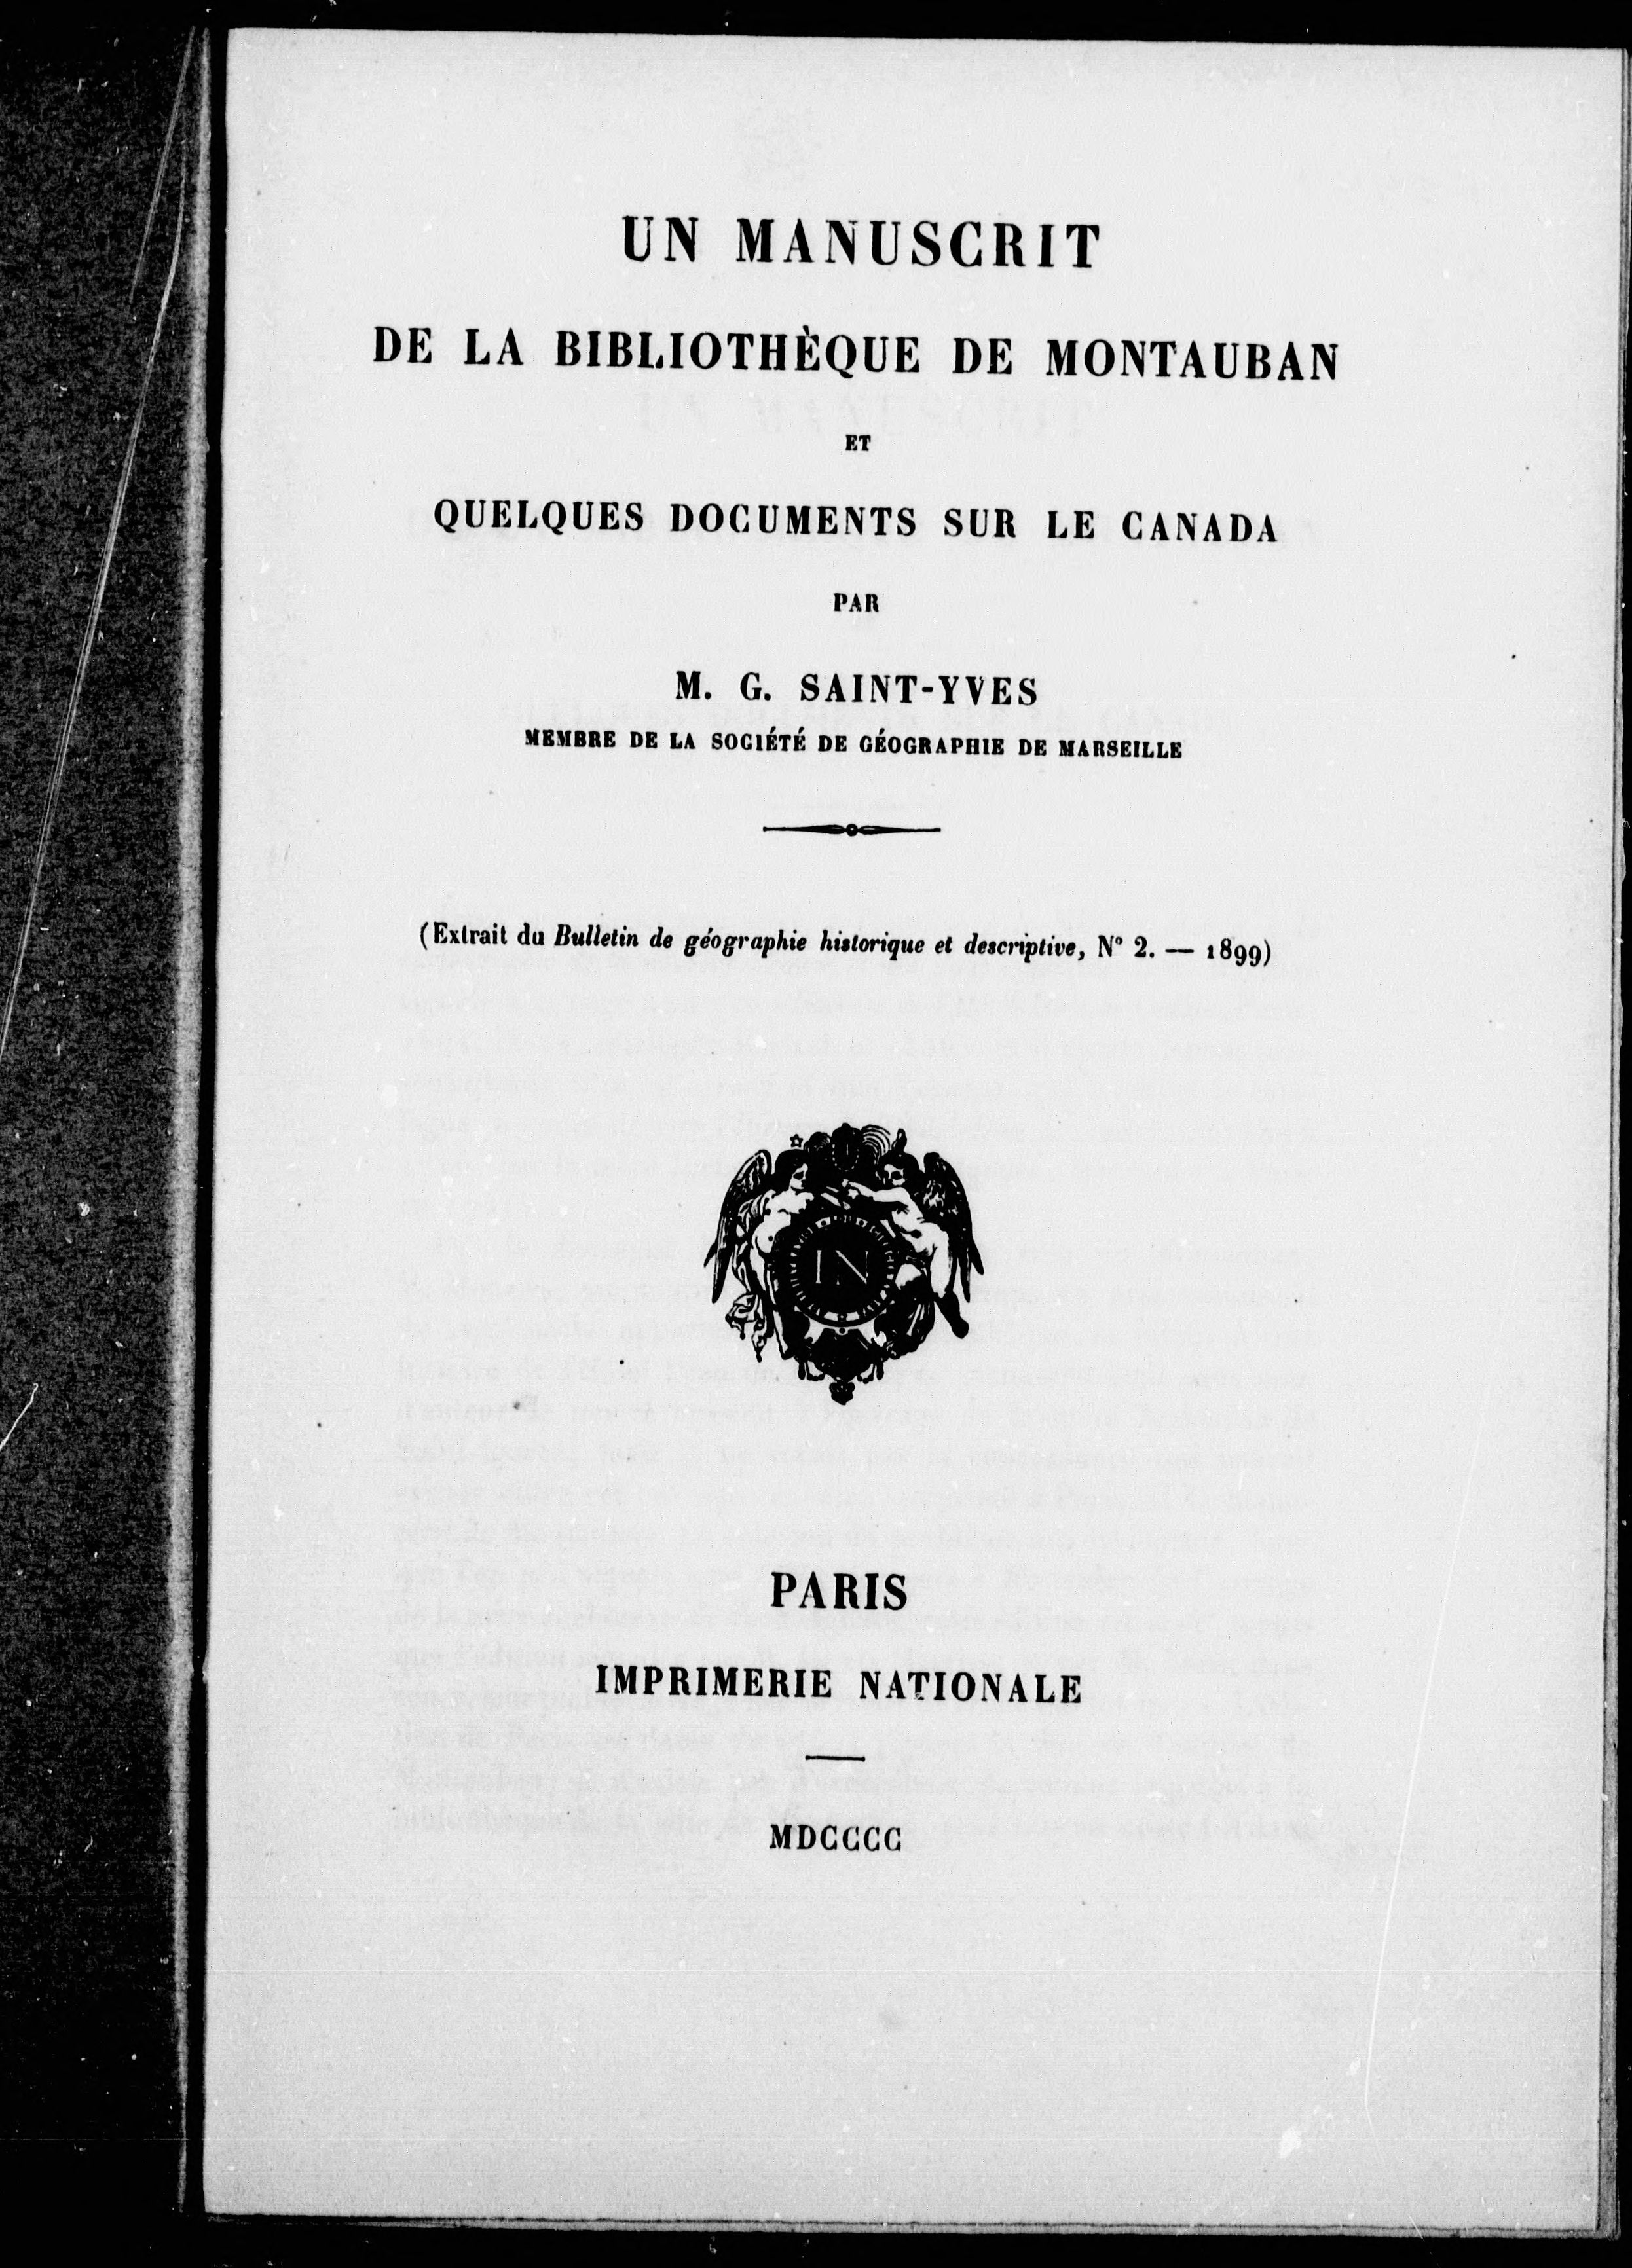 UN MANUSCRIT
DE LA BIBLIOTHÈQUE DE MONTAUBAN
ET
QUELQUES DOCUMENTS SUR LE CANADA
PAR
M. G. SAINT-YVES
MEMBRE DE LA SOCIÉTÉ DE GÉOGRAPHIE DE MARSEILLE
(Extrait du Bulletin de géographie historique et descriptive, N° 2. — 1899)
IN
PARIS
IMPRIMERIE NATIONALE
MDCCCC